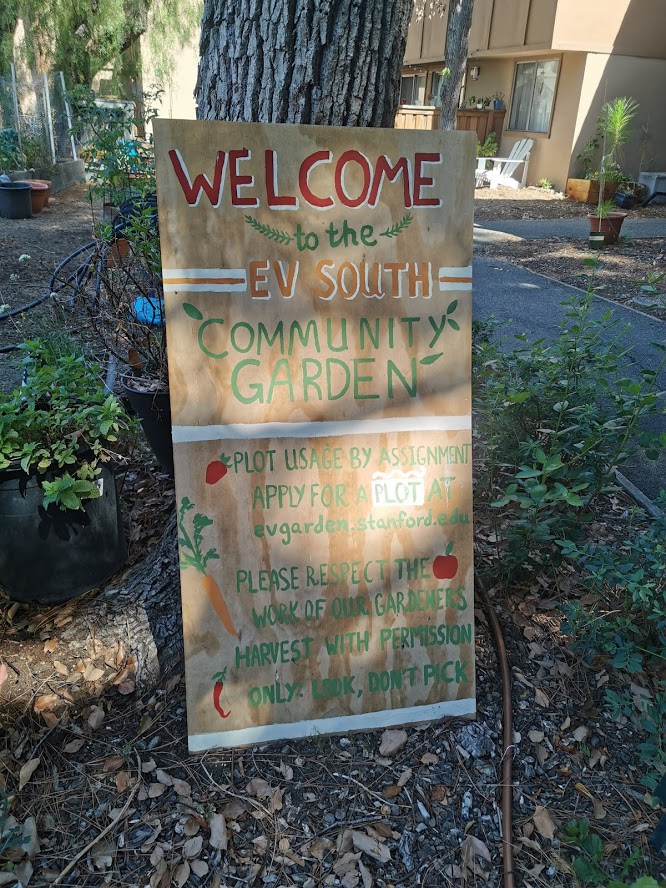 WELCOME
to the
EV SOUTH
COMMUNITY
GARDEN
PLOT USAGE BY ASSIGNMENT
APPLY FOR A PLOT AT
evgarden.stanford.edu
PLEASE RESPECT THE
WORK OF OUR GARDENERS
HARVEST WITH PERMISSION
ONLY. LOOK, DON'T PICK